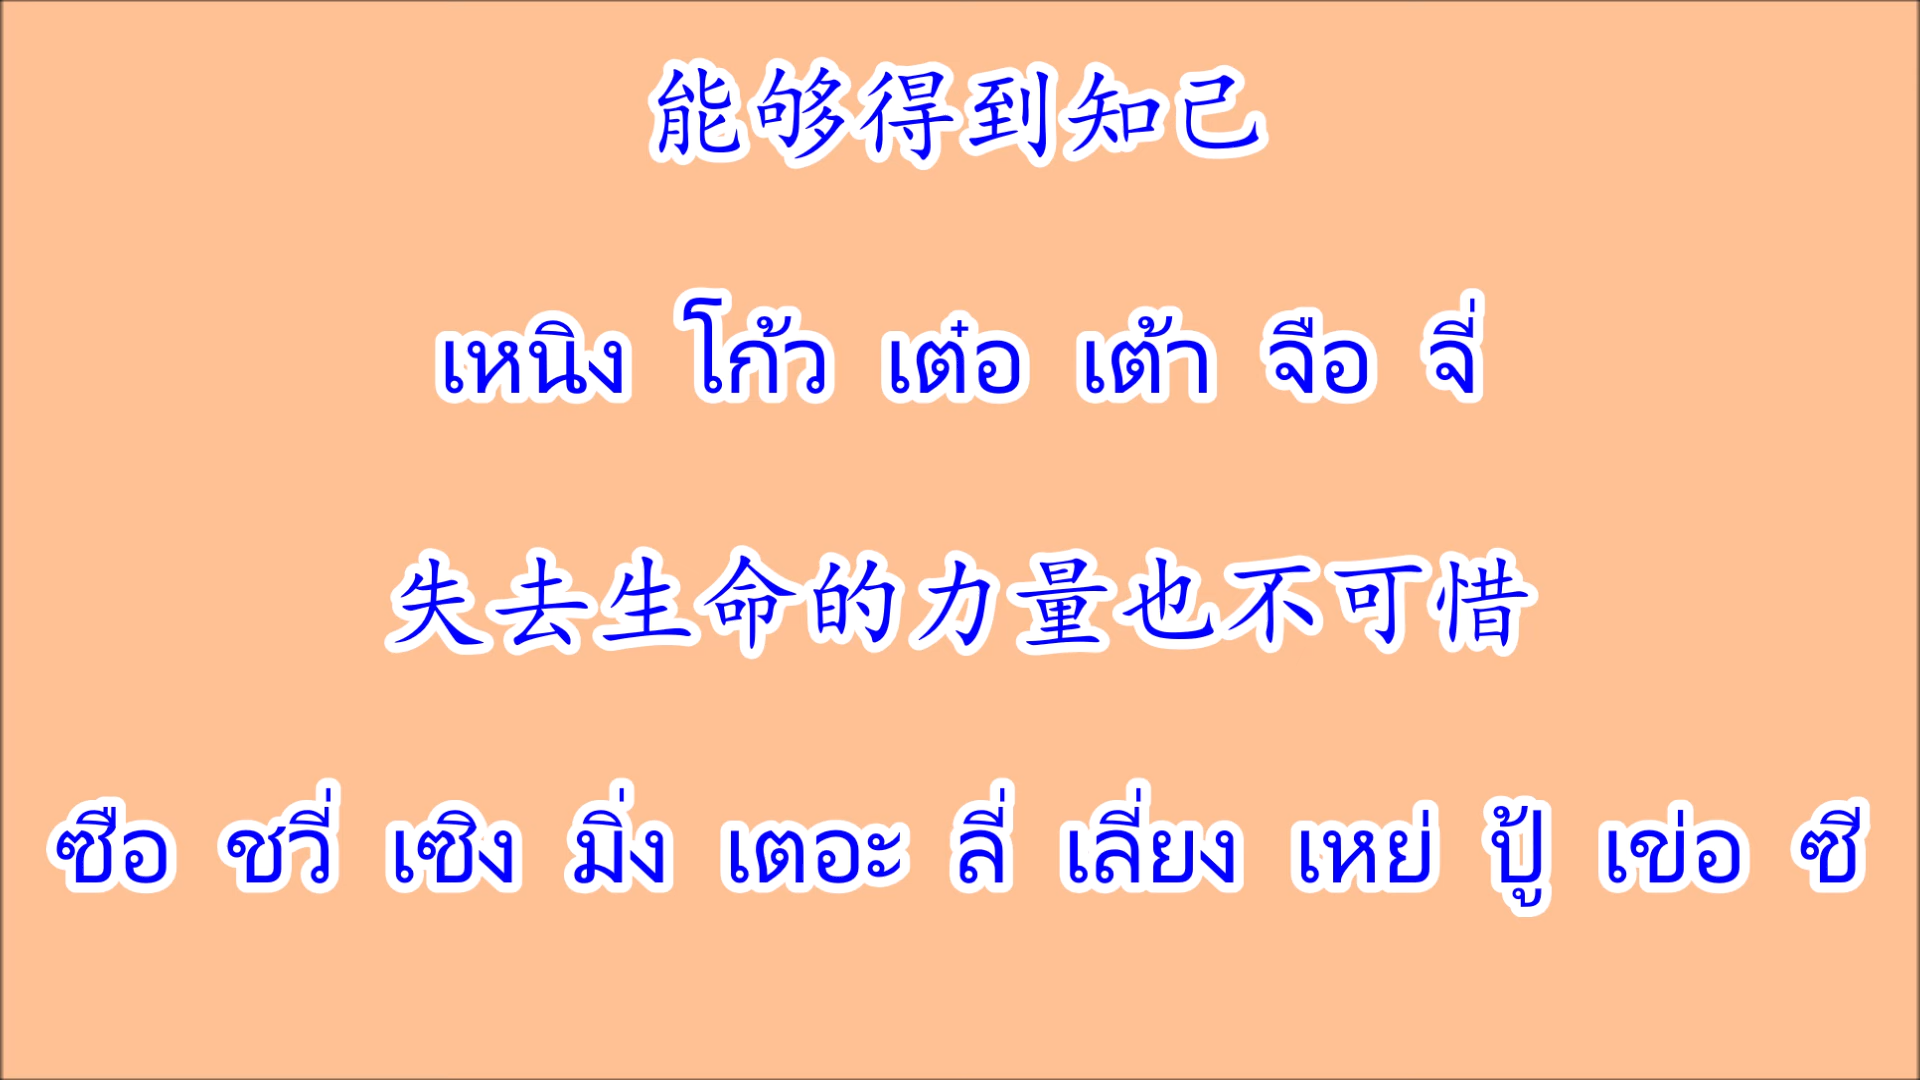 能够得到知己
เหนิง โก้ว เต๋อ เต้า จือ จี่
失去生命的力量也不可惜
ซือ ชวี่ เซิง มิ่ง เตอะ ลี่ เลี่ยง เหย่ ปู้ เข่อ ซี